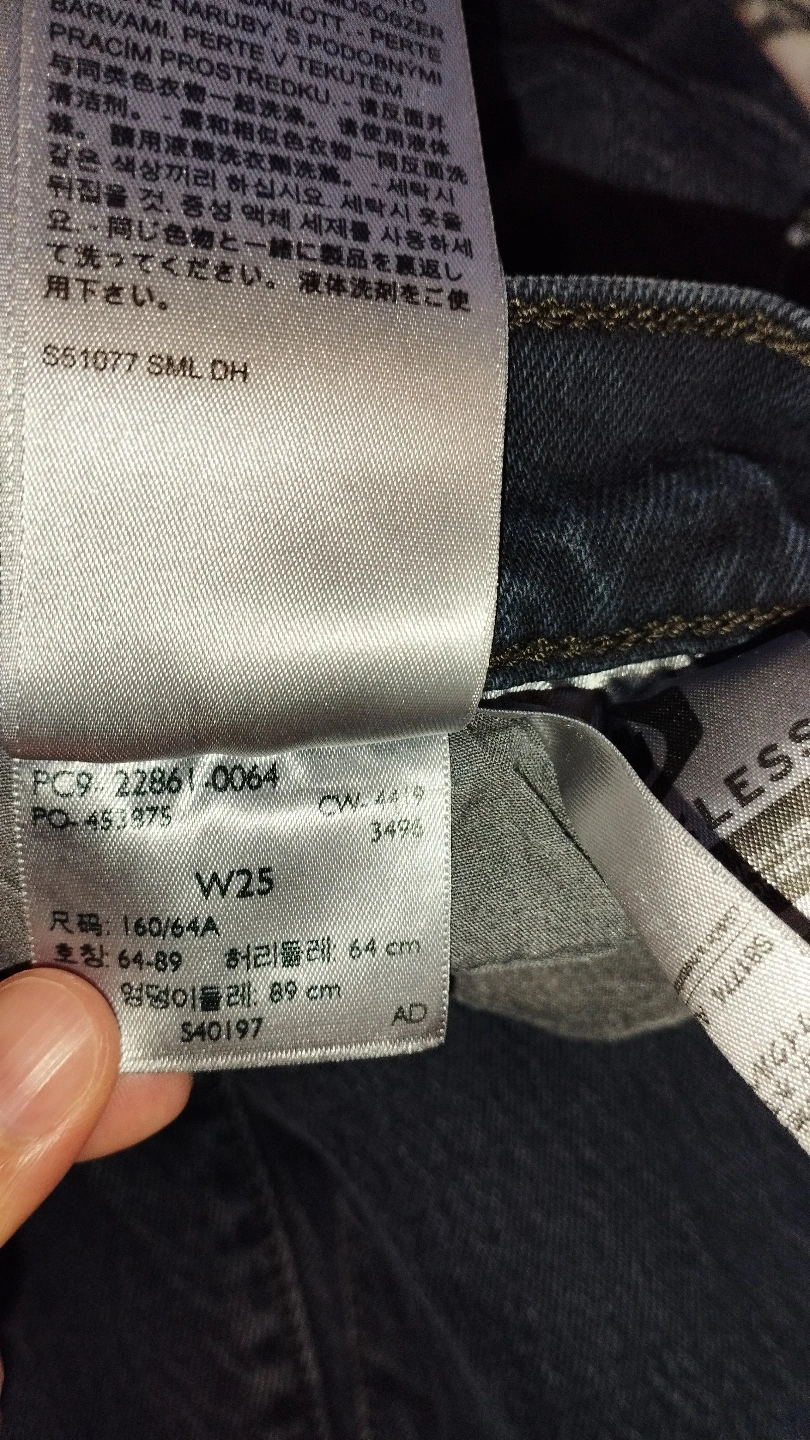 BARVAMI. PERTE V TEKUTÉM
PRACÍM PROSTŘEDKU. - 请反面并
与同类色衣物一起洗涤。 请使用液体
清洁剂。 - 需和相似色衣物一同反面洗
滌。 請用液態洗衣劑洗滌。 - 세탁시
같은 색상끼리 하십시요. 세탁시 옷을
뒤집을 것. 중성 액체 세제를 사용하세
요. - 同じ色物と一緒に製品を裏返し
て洗ってください。 液体洗剤をご使
用下さい。
S51077 SML DH
PC9- 22861-0064
PO- 453975 CW- 4419
3496
W25
尺码: 160/64A
호칭: 64-89 허리둘레: 64 cm
엉덩이둘레: 89 cm
S40197 AD
LESS